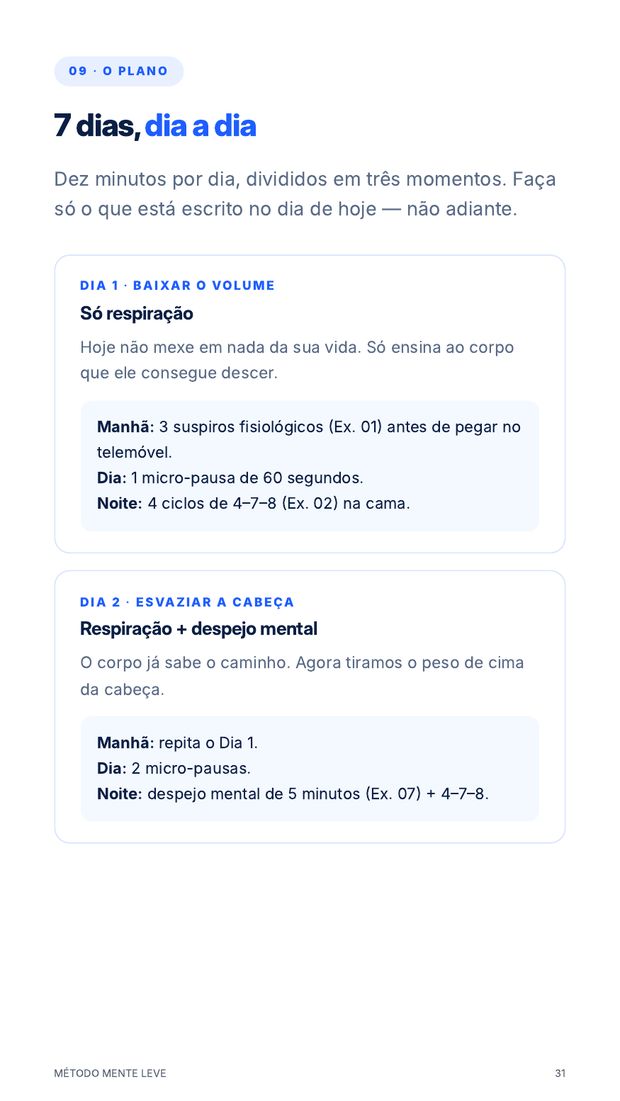 09 · O PLANO
7 dias, dia a dia
Dez minutos por dia, divididos em três momentos. Faça
só o que está escrito no dia de hoje — não adiante.
DIA 1 · BAIXAR O VOLUME
Só respiração
Hoje não mexe em nada da sua vida. Só ensina ao corpo
que ele consegue descer.
Manhã: 3 suspiros fisiológicos (Ex. 01) antes de pegar no
telemóvel.
Dia: 1 micro-pausa de 60 segundos.
Noite: 4 ciclos de 4–7–8 (Ex. 02) na cama.
DIA 2 · ESVAZIAR A CABEÇA
Respiração + despejo mental
O corpo já sabe o caminho. Agora tiramos o peso de cima
da cabeça.
Manhã: repita o Dia 1.
Dia: 2 micro-pausas.
Noite: despejo mental de 5 minutos (Ex. 07) + 4–7–8.
MÉTODO MENTE LEVE
31